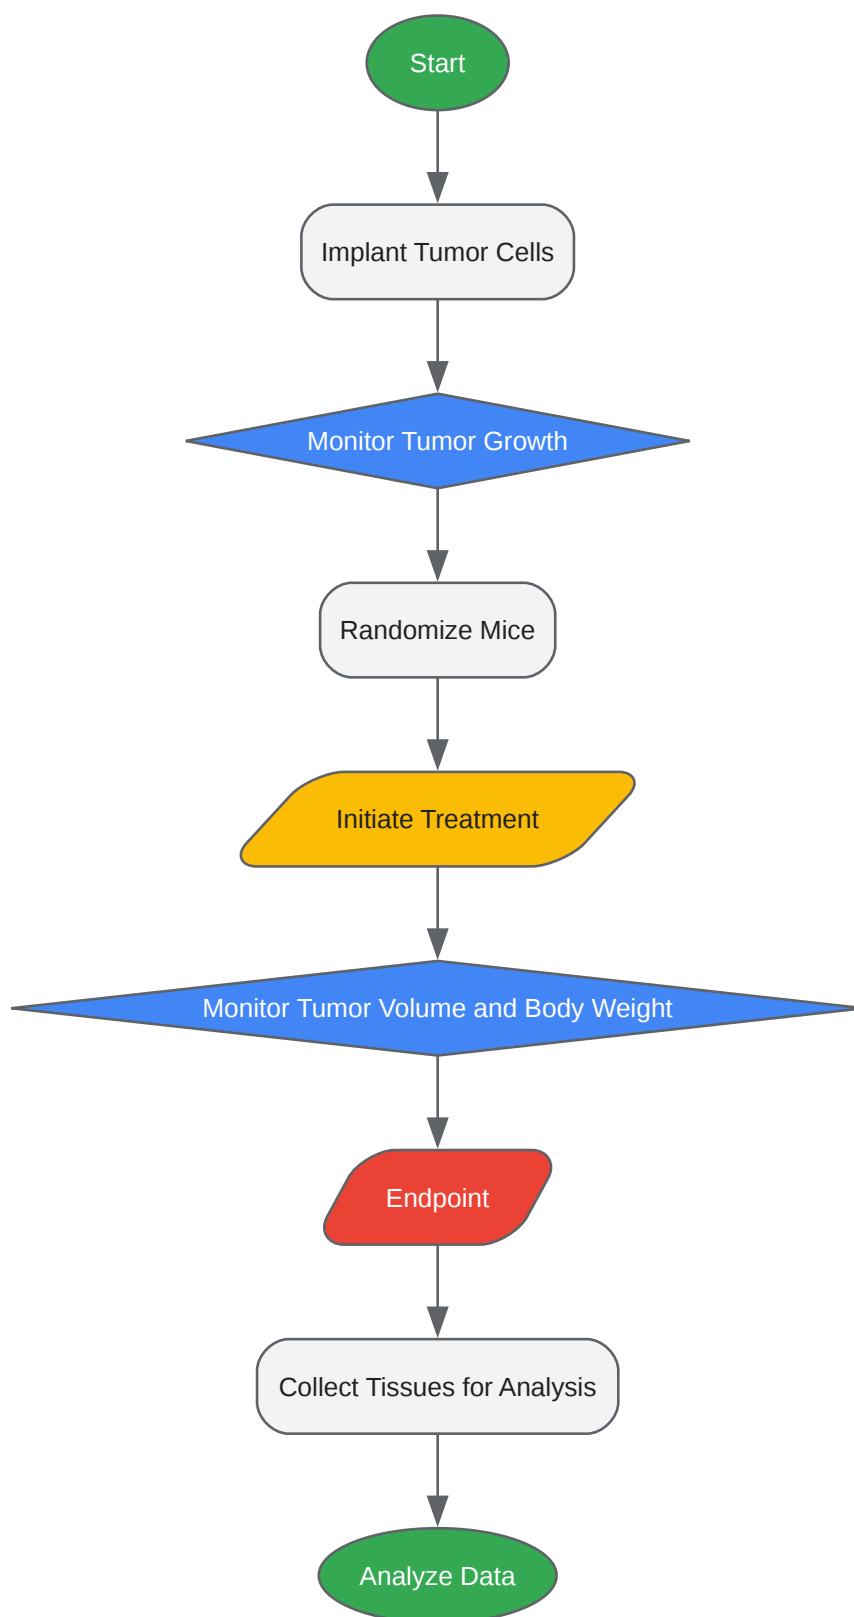 Start
Implant Tumor Cells
Monitor Tumor Growth
Randomize Mice
Initiate Treatment
Monitor Tumor Volume and Body Weight
Endpoint
Collect Tissues for Analysis
Analyze Data